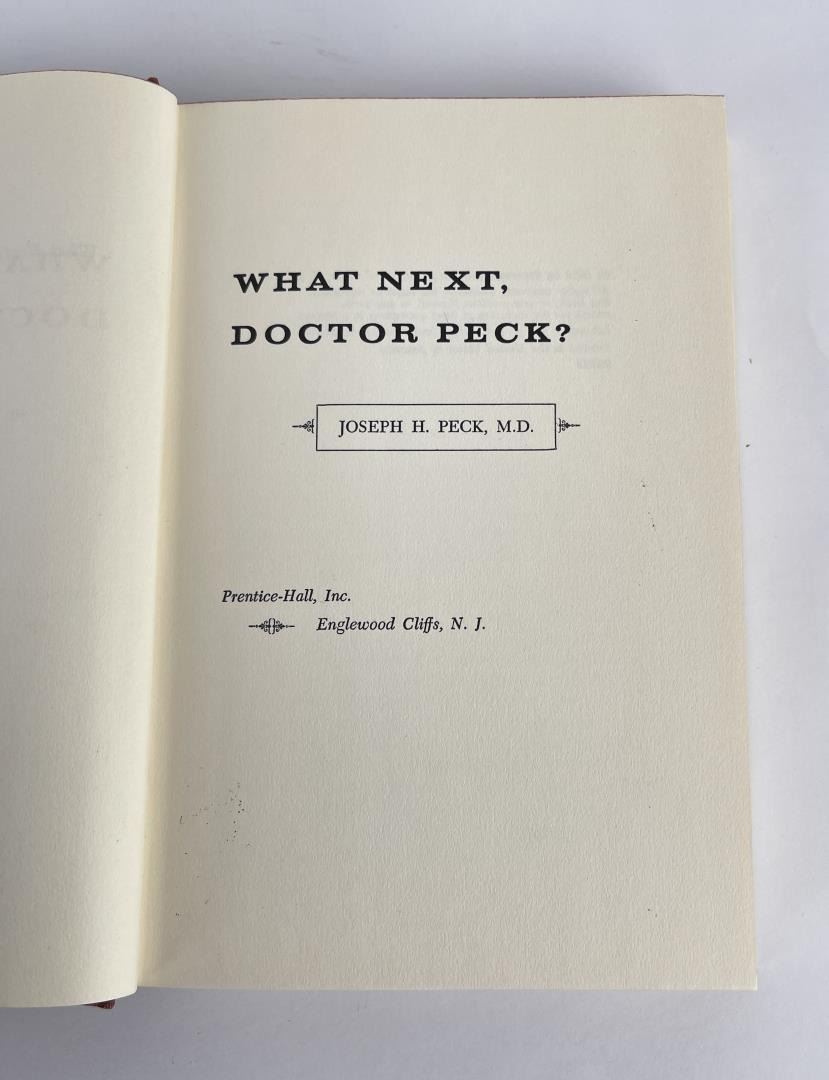 WHAT NEXT,
DOCTOR PECK?
JOSEPH H. PECK, M.D.
Prentice-Hall, Inc.
Englewood Cliffs, N. J.